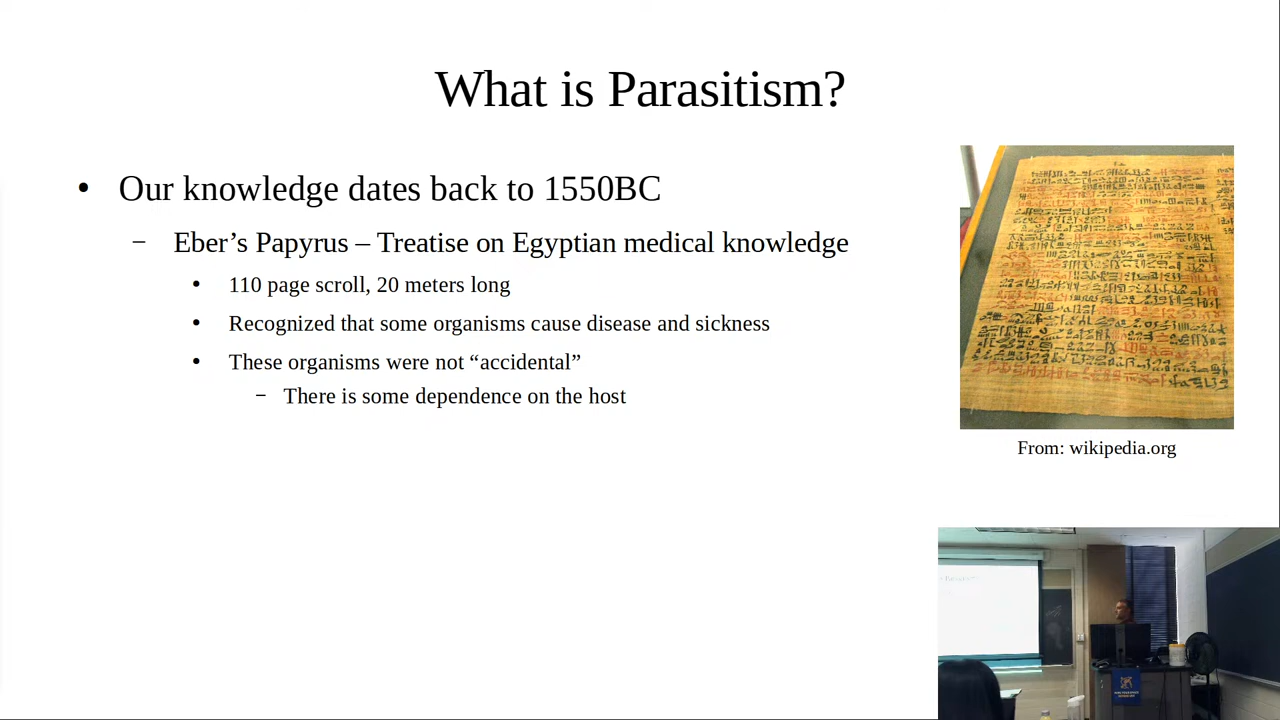 What is Parasitism?
• Our knowledge dates back to 1550BC
– Eber’s Papyrus – Treatise on Egyptian medical knowledge
• 110 page scroll, 20 meters long
• Recognized that some organisms cause disease and sickness
• These organisms were not “accidental”
– There is some dependence on the host
From: wikipedia.org